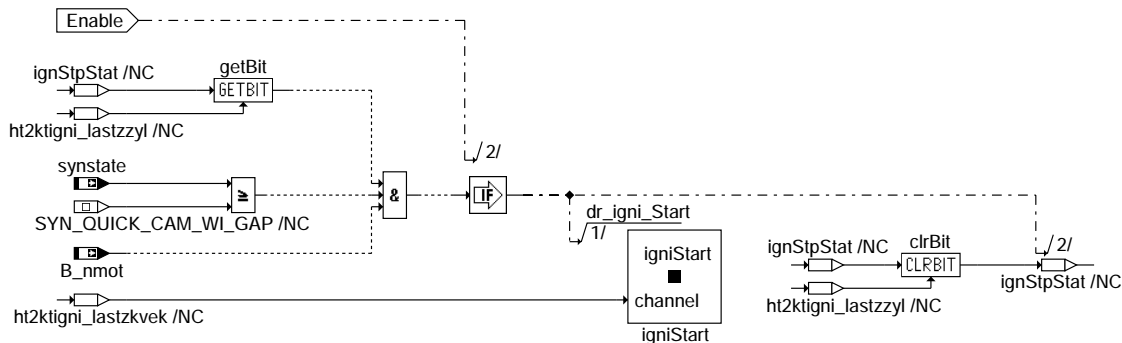 Enable
ignStpStat /NC
getBit
GETBIT
ht2ktigni_lastzzyl /NC
2/
synstate
≥
&
IF
SYN_QUICK_CAM_WI_GAP /NC
dr_igni_Start
1/
B_nmot
igniStart
channel
igniStart
ht2ktigni_lastzkvek /NC
ignStpStat /NC
clrBit
CLRBIT
2/
ignStpStat /NC
ht2ktigni_lastzzyl /NC